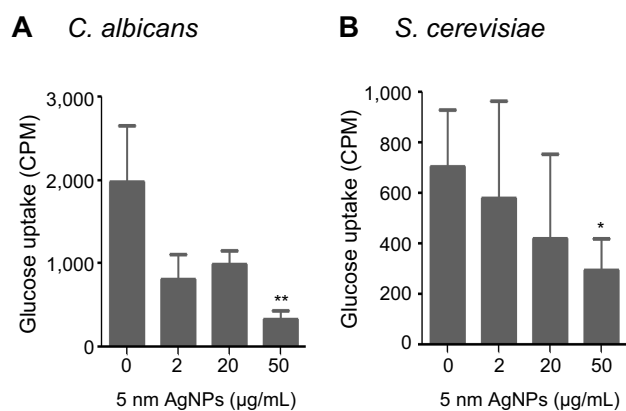 A C. albicans
Glucose uptake (CPM)
3,000
2,000
1,000
0
**
0 2 20 50
5 nm AgNPs (µg/mL)
B S. cerevisiae
Glucose uptake (CPM)
1,000
800
600
400
200
0
*
0 2 20 50
5 nm AgNPs (µg/mL)